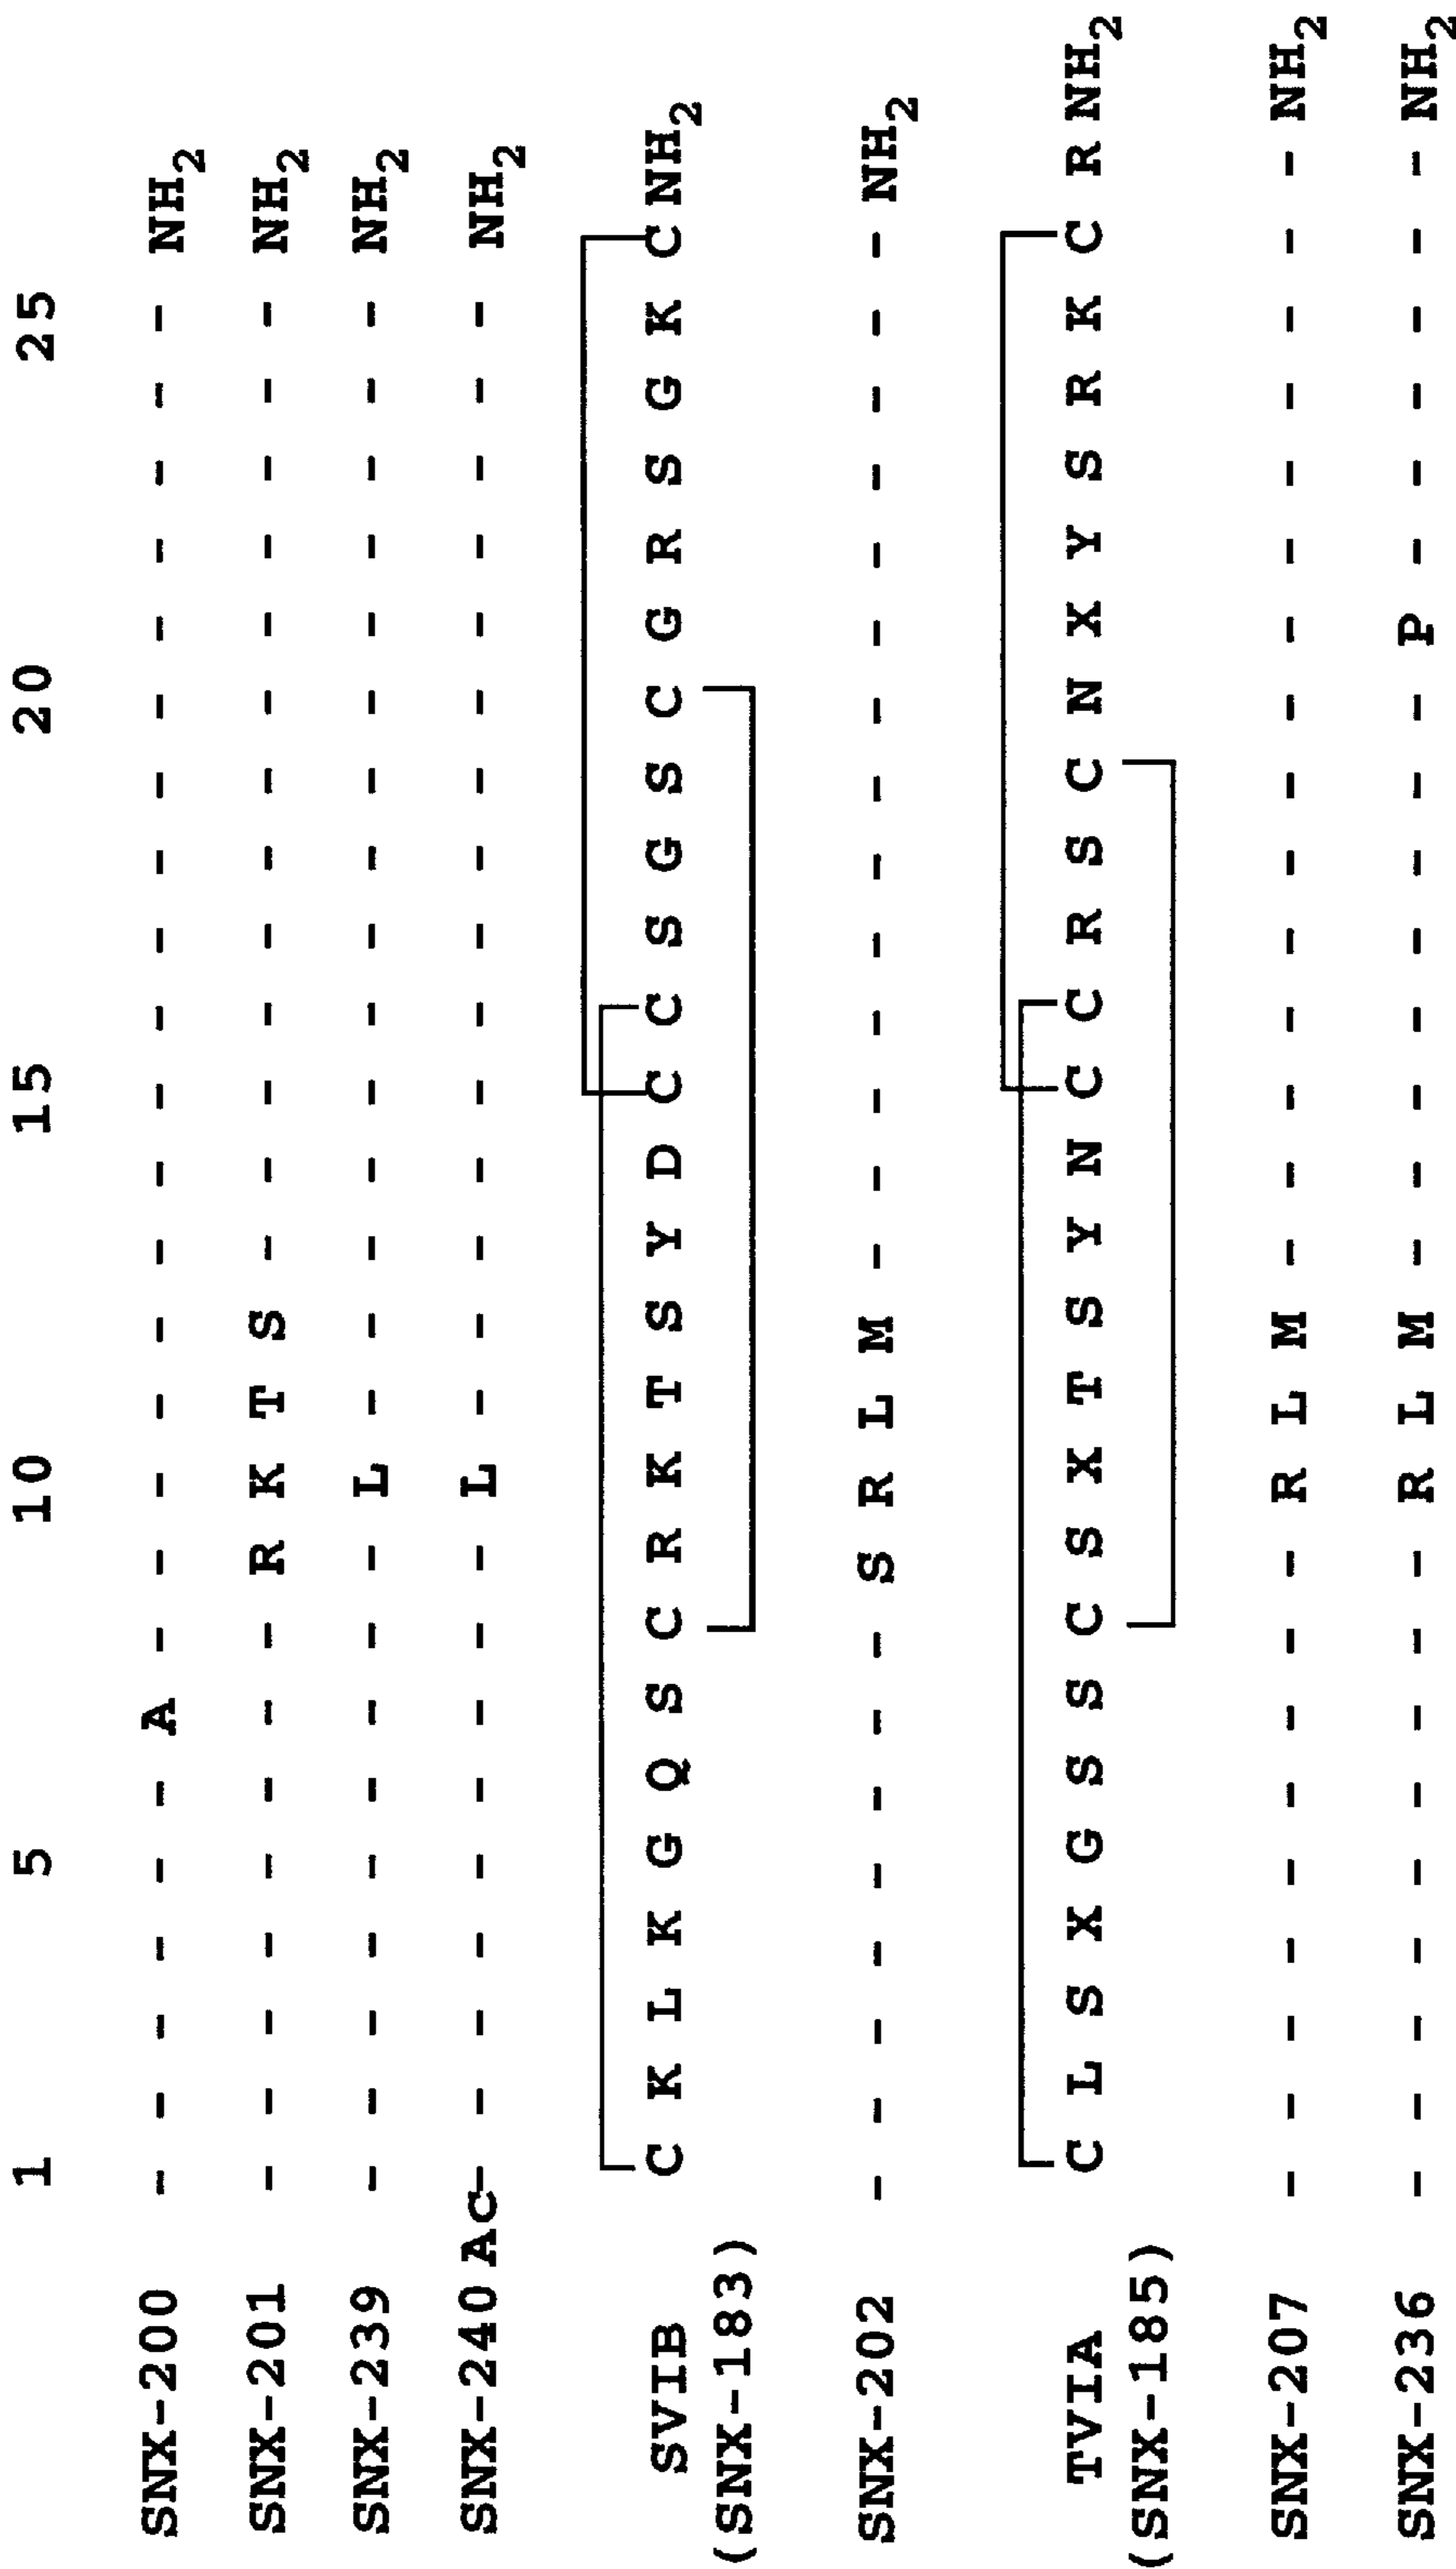 1 5 10 15 20 25
SNX-200 - - - - - - A - - - - - - - - - - - - - - - - - - NH2
SNX-201 - - - - - - - - R K T S - - - - - - - - - - - - - NH2
SNX-239 - - - - - - - - - L - - - - - - - - - - - - - - - NH2
SNX-240 Ac- - - - - - - - - L - - - - - - - - - - - - - - - NH2
SVIB C K L K G Q S C R K T S Y D C C S G S C G R S G K C NH2
(SNX-183)
SNX-202 - - - - - - - - S R L M - - - - - - - - - - - - - - NH2
TVIA C L S X G S S C S X T S Y N C C R S C N X Y S R K C R NH2
(SNX-185)
SNX-207 - - - - - - - - - R L M - - - - - - - - - - - - - - - NH2
SNX-236 - - - - - - - - - R L M - - - - - - - - P - - - - - - NH2